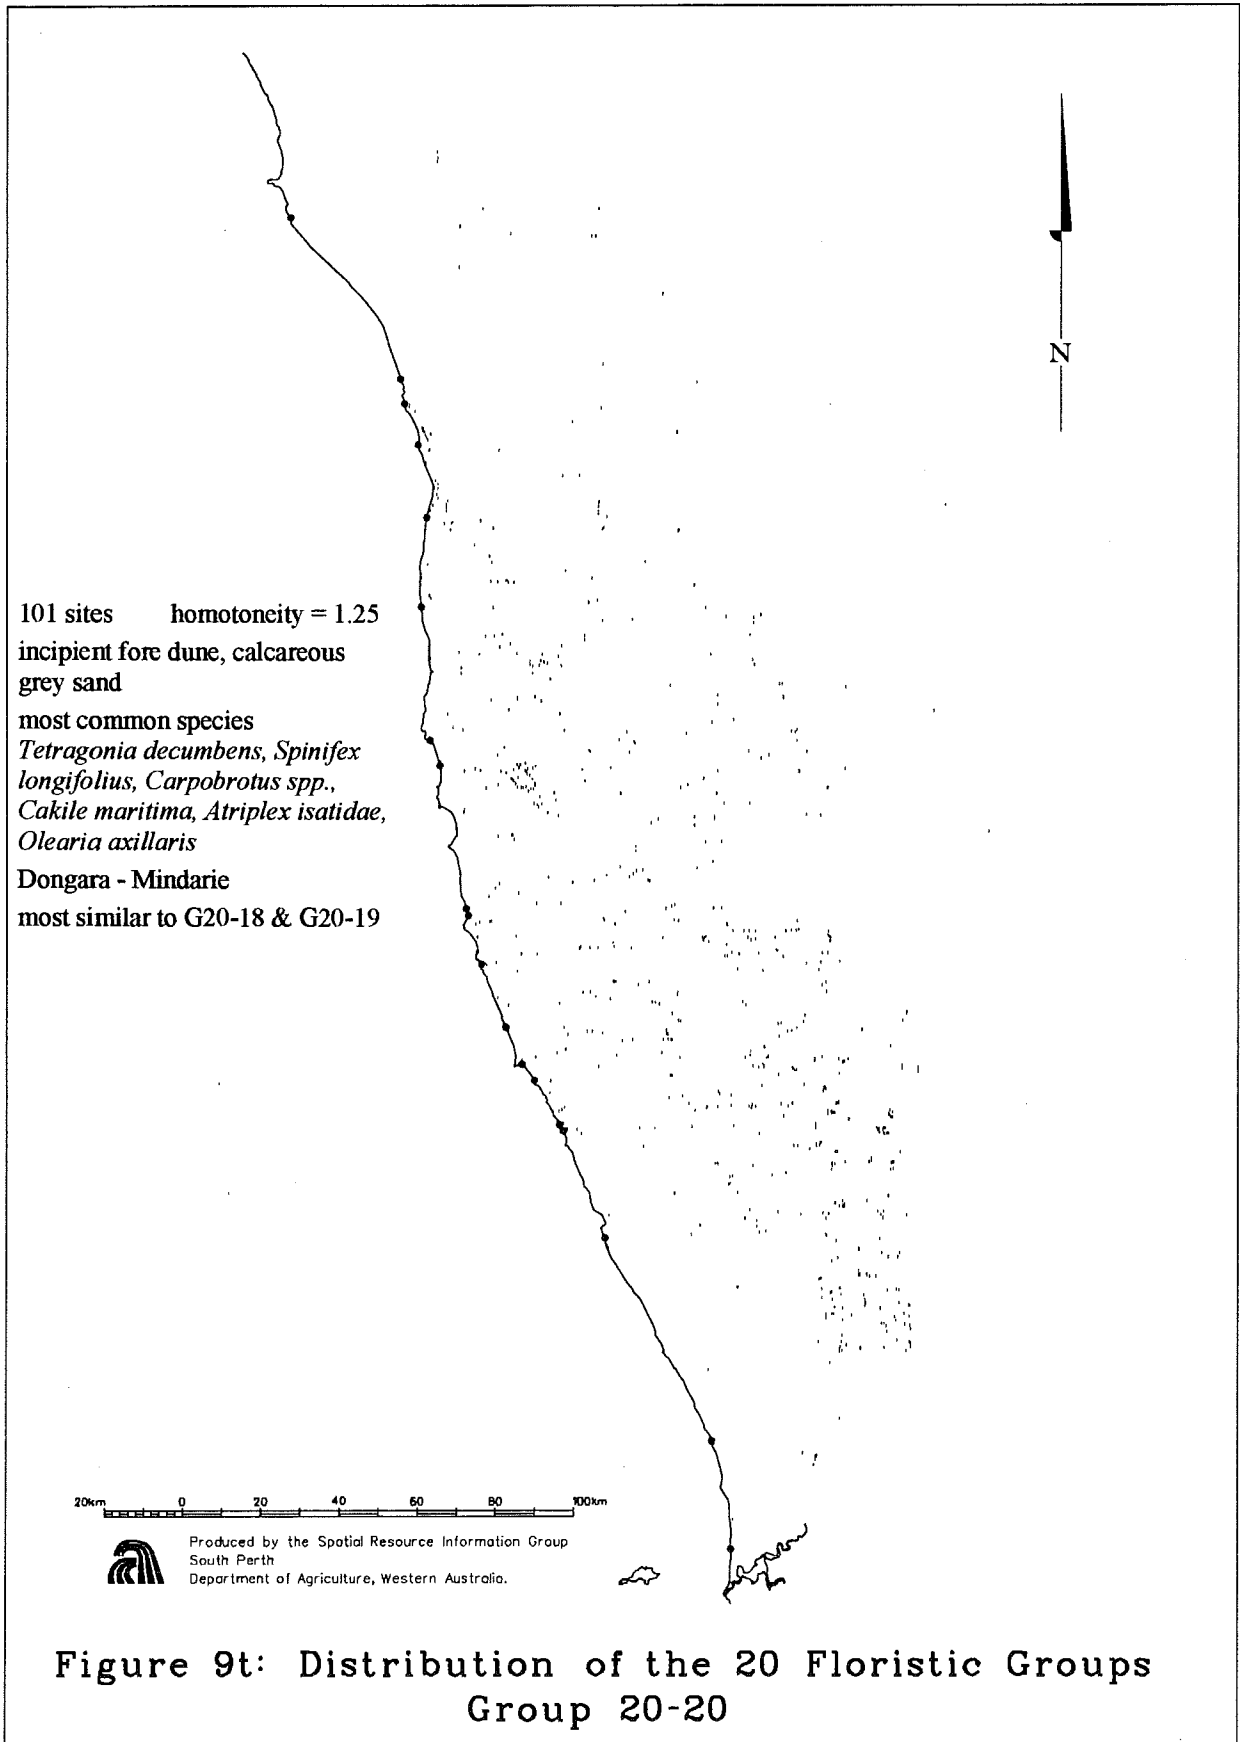 N
101 sites homotoneity = 1.25
incipient fore dune, calcareous
grey sand
most common species
Tetragonia decumbens, Spinifex
longifolius, Carpobrotus spp.,
Cakile maritima, Atriplex isatidae,
Olearia axillaris
Dongara - Mindarie
most similar to G20-18 & G20-19
20km 0 20 40 60 80 100km
Produced by the Spatial Resource Information Group
South Perth
Department of Agriculture, Western Australia.
Figure 9t: Distribution of the 20 Floristic Groups
Group 20-20